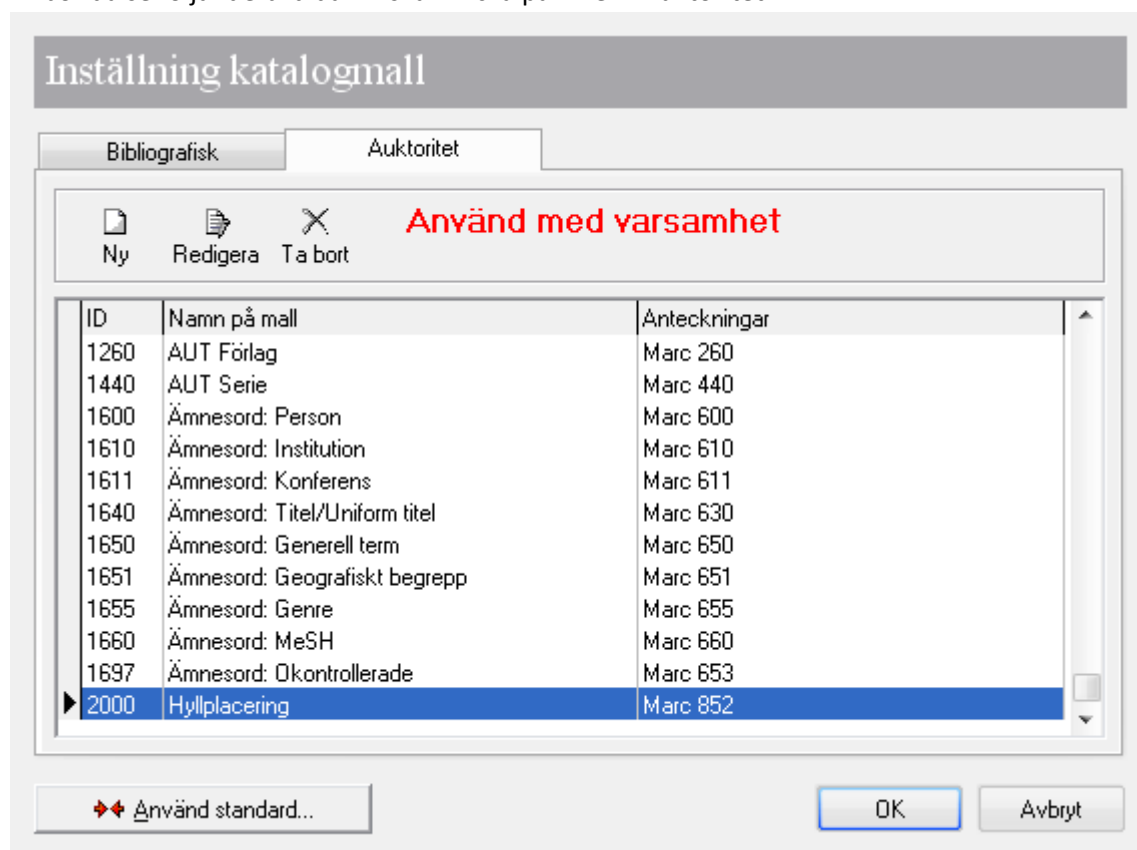 Inställning katalogmall
Bibliografisk Auktoritet
Använd med varsamhet
Ny Redigera Ta bort
ID Namn på mall Anteckningar
1260 AUT Förlag Marc 260
1440 AUT Serie Marc 440
1600 Ämnesord: Person Marc 600
1610 Ämnesord: Institution Marc 610
1611 Ämnesord: Konferens Marc 611
1640 Ämnesord: Titel/Uniform titel Marc 630
1650 Ämnesord: Generell term Marc 650
1651 Ämnesord: Geografiskt begrepp Marc 651
1655 Ämnesord: Genre Marc 655
1660 Ämnesord: MeSH Marc 660
1697 Ämnesord: Okontrollerade Marc 653
2000 Hyllplacering Marc 852
Använd standard... OK Avbryt